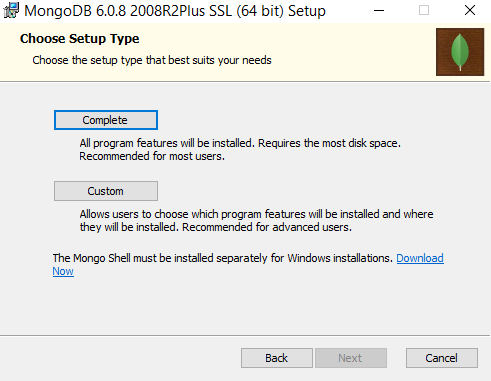 MongoDB 6.0.8 2008R2Plus SSL (64 bit) Setup
Choose Setup Type
Choose the setup type that best suits your needs
Complete
All program features will be installed. Requires the most disk space.
Recommended for most users.
Custom
Allows users to choose which program features will be installed and where
they will be installed. Recommended for advanced users.
The Mongo Shell must be installed separately for Windows installations. Download
Now
Back Next Cancel